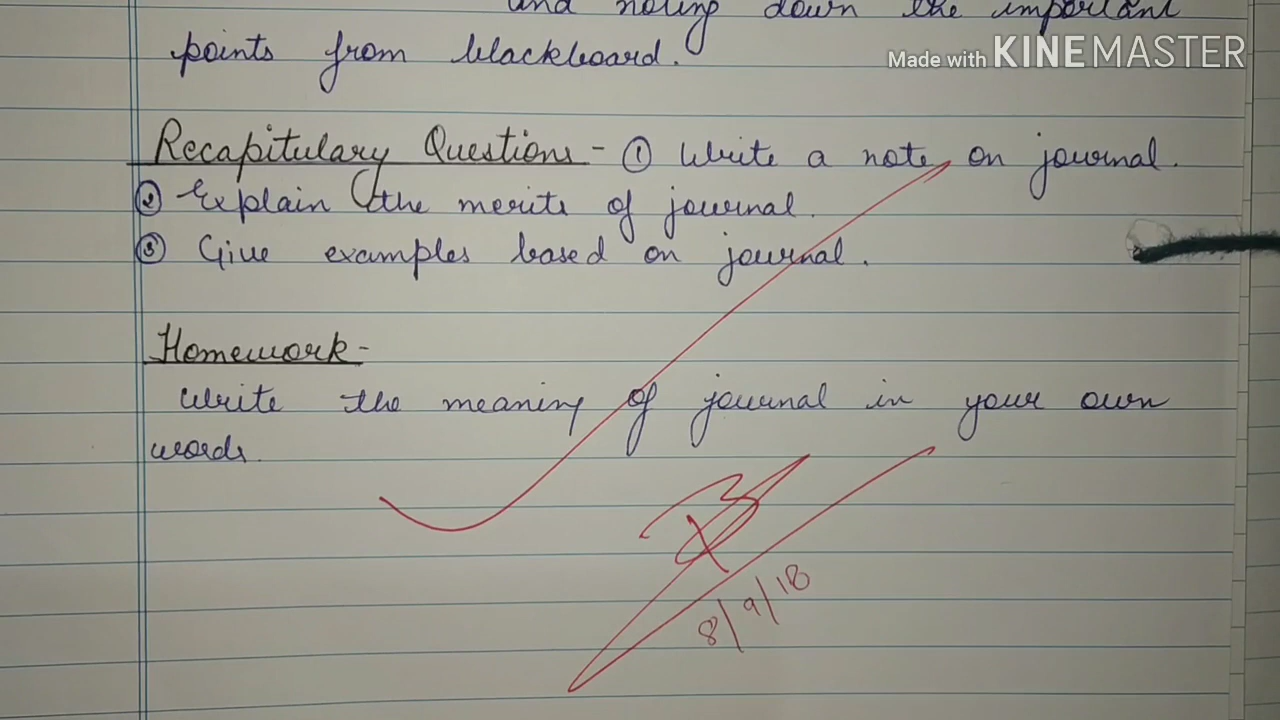 and noting down the important
Made with KINEMASTER
points from blackboard.
Recapitulary Questions - ① Write a note on journal.
② Explain the merits of journal.
③ Give examples based on journal.
Homework -
Write the meaning of journal in your own
words.
8/9/18